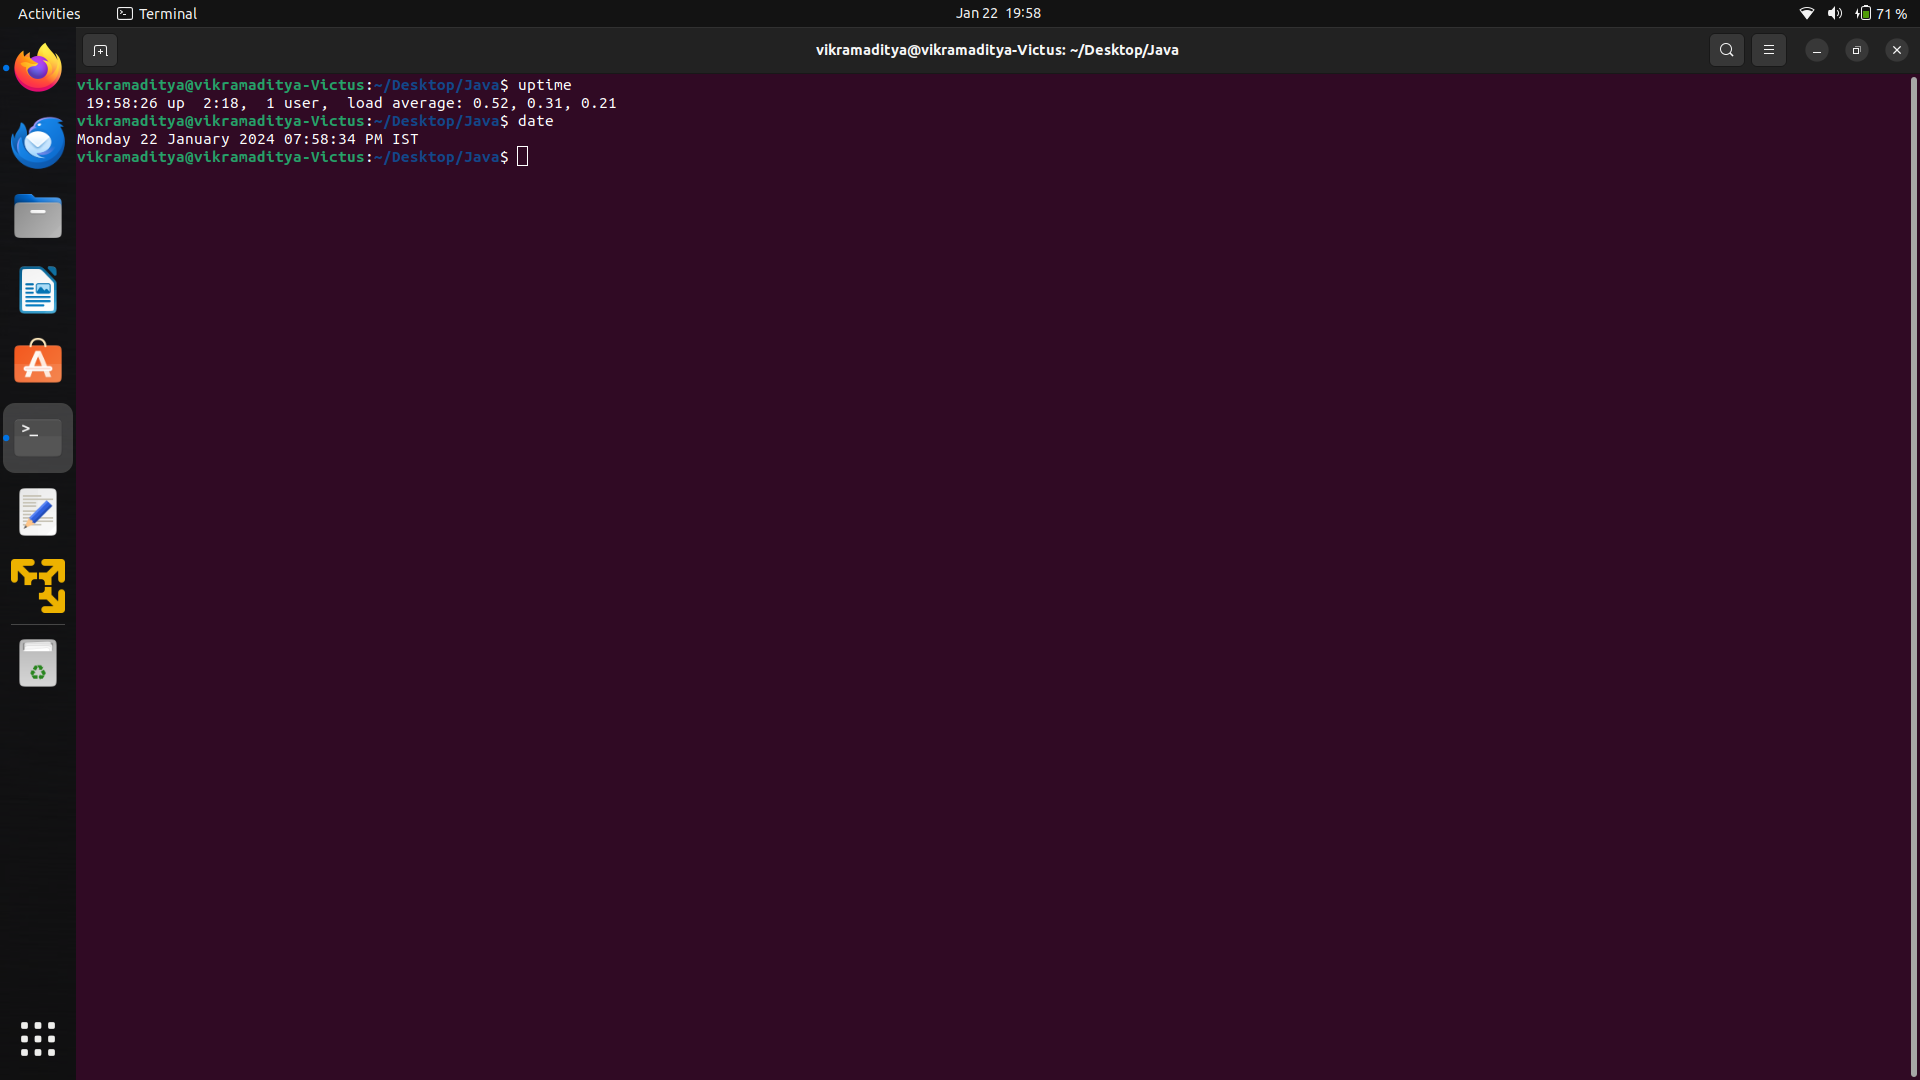 Activities Terminal Jan 22 19:58 71 %
vikramaditya@vikramaditya-Victus: ~/Desktop/Java
vikramaditya@vikramaditya-Victus:~/Desktop/Java$ uptime
 19:58:26 up  2:18,  1 user,  load average: 0.52, 0.31, 0.21
vikramaditya@vikramaditya-Victus:~/Desktop/Java$ date
Monday 22 January 2024 07:58:34 PM IST
vikramaditya@vikramaditya-Victus:~/Desktop/Java$